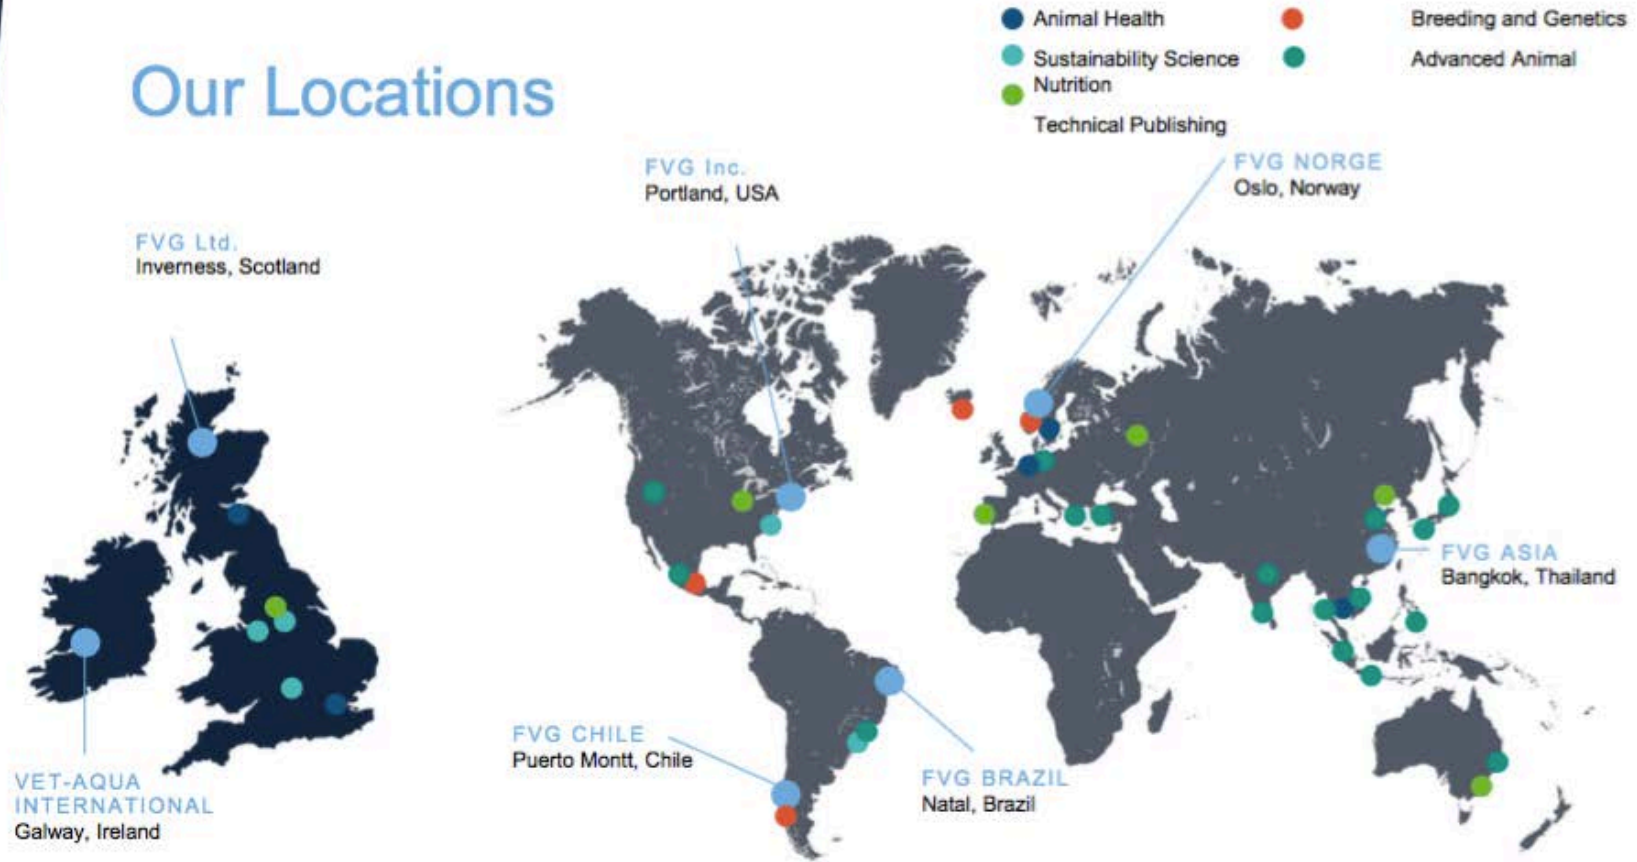 Our Locations
Animal Health
Breeding and Genetics
Sustainability Science
Advanced Animal
Nutrition
Technical Publishing
FVG Inc.
Portland, USA
FVG NORGE
Oslo, Norway
FVG Ltd.
Inverness, Scotland
FVG ASIA
Bangkok, Thailand
FVG CHILE
Puerto Montt, Chile
FVG BRAZIL
Natal, Brazil
VET-AQUA
INTERNATIONAL
Galway, Ireland